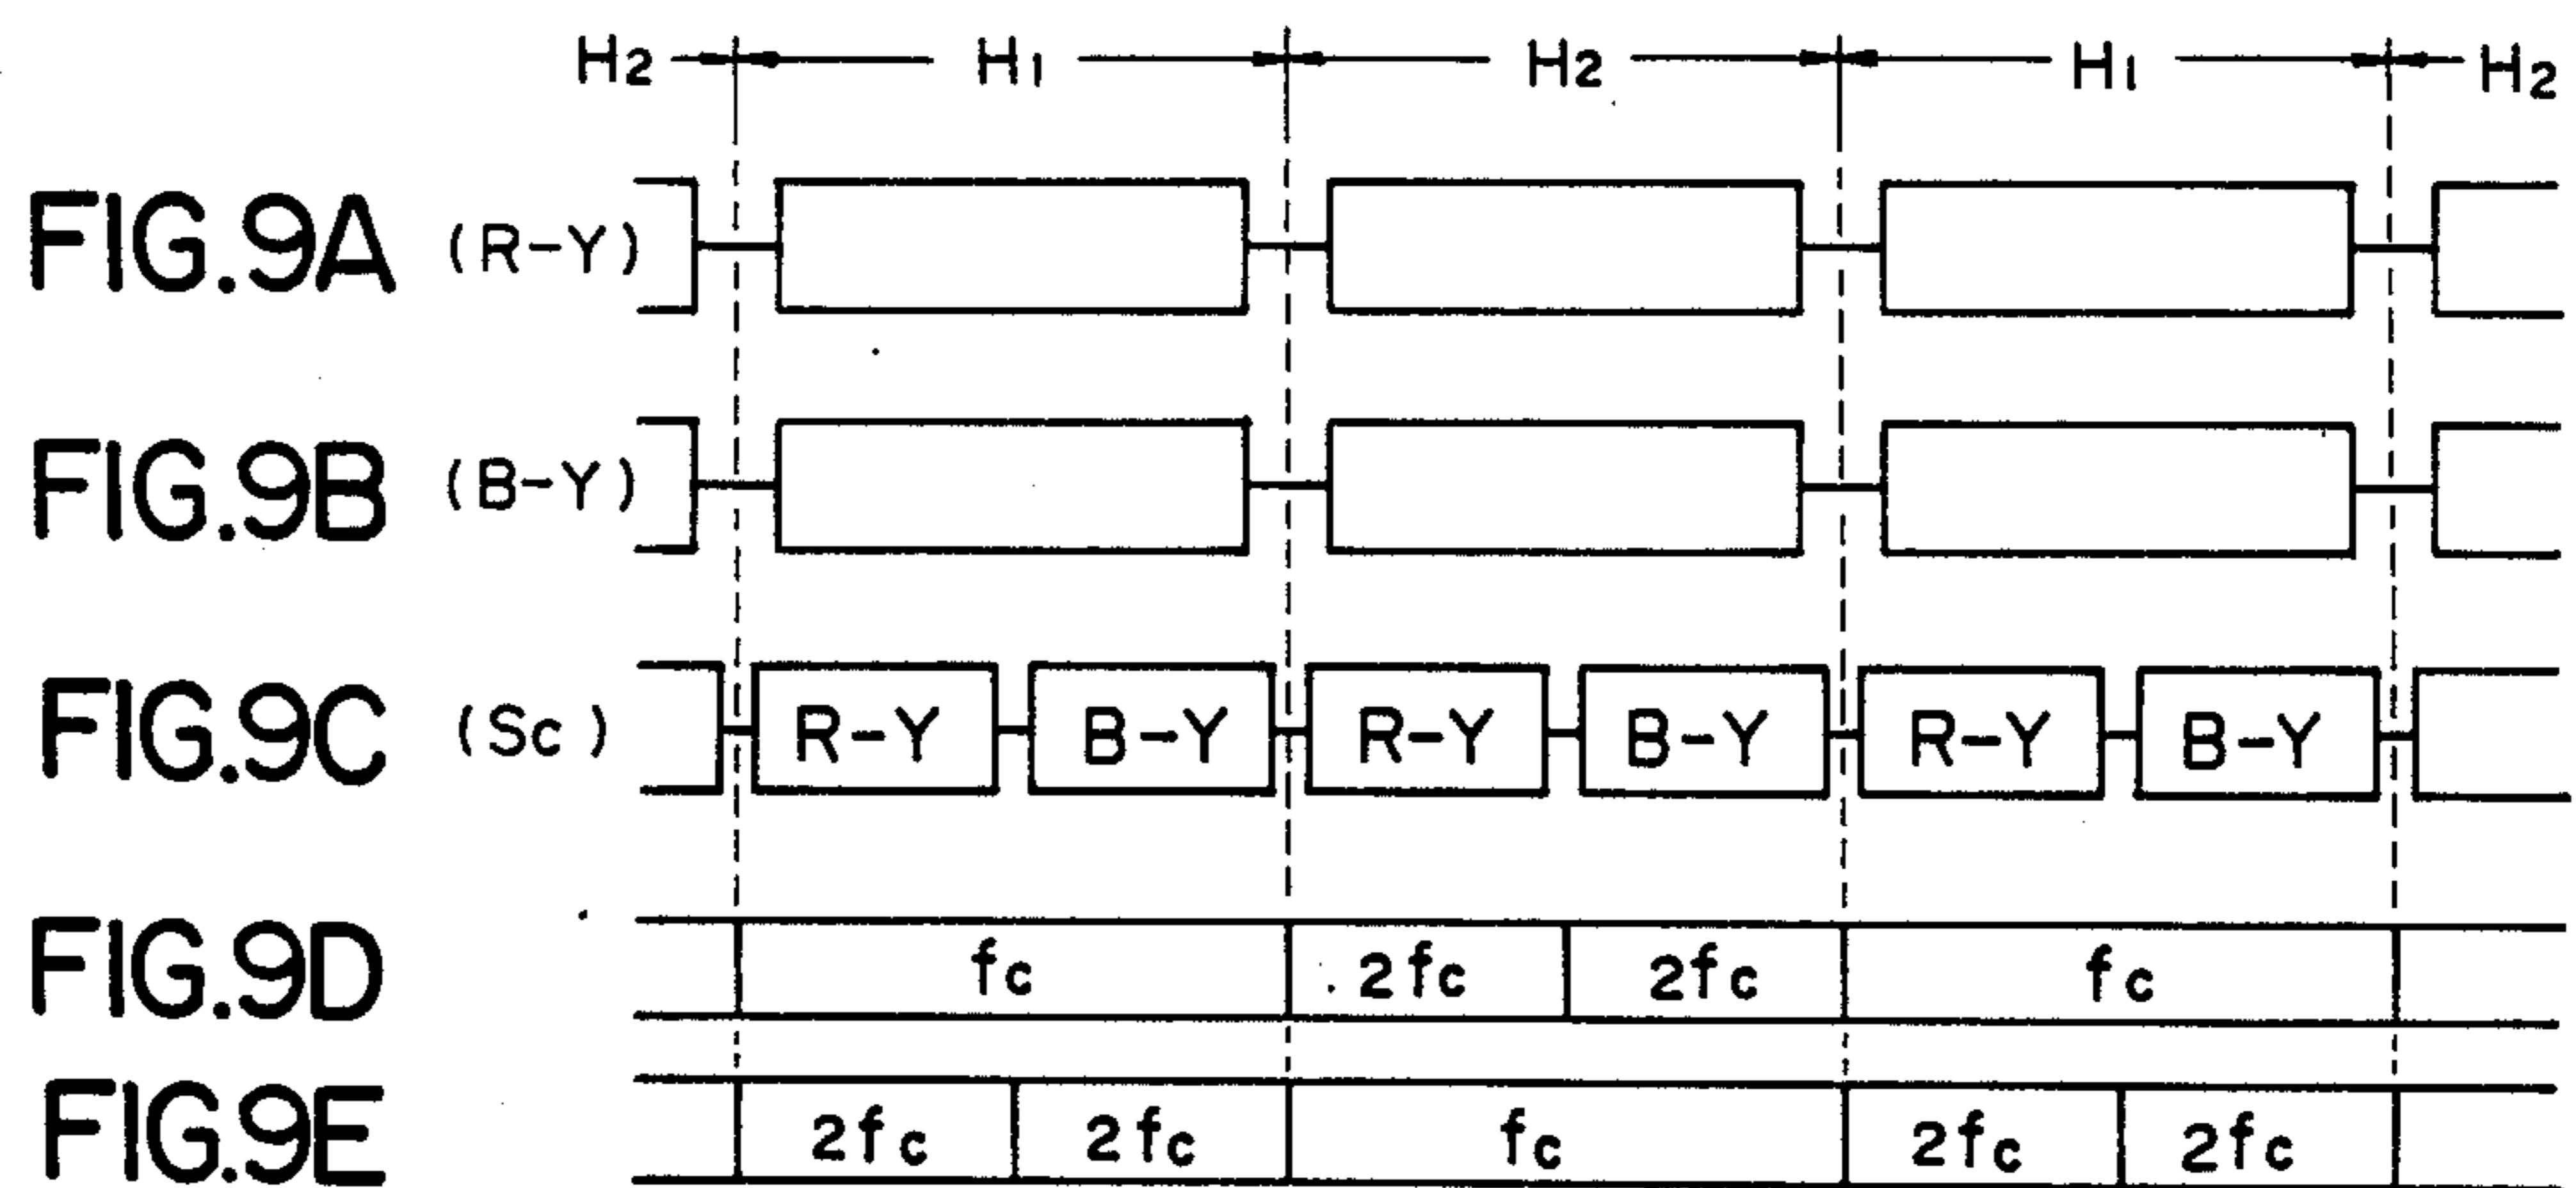 H2 H1 H2 H1 H2
FIG.9A (R-Y)
FIG.9B (B-Y)
FIG.9C (Sc) R-Y B-Y R-Y B-Y R-Y B-Y
FIG.9D fc 2fc 2fc fc
FIG.9E 2fc 2fc fc 2fc 2fc